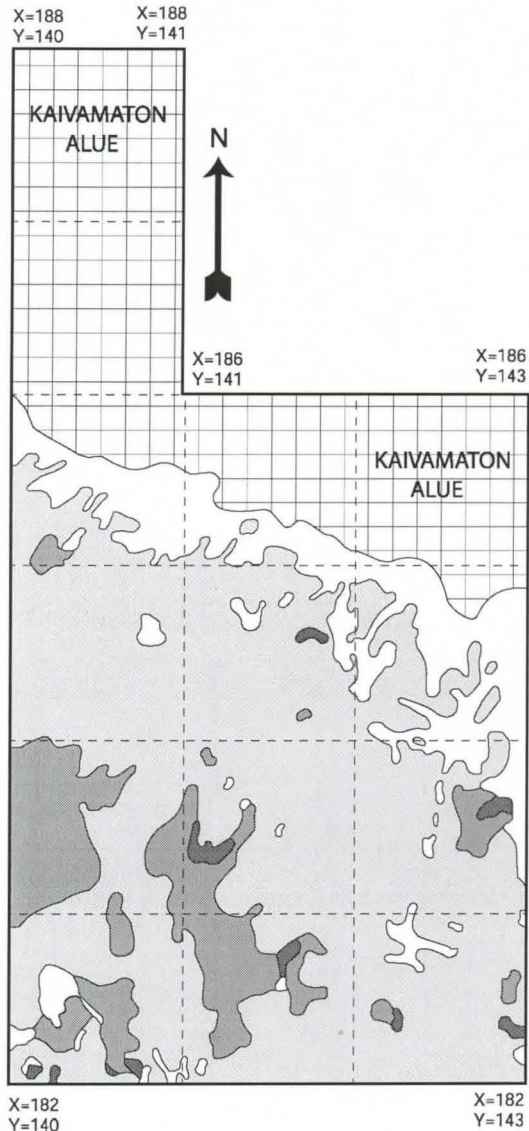 X=188
Y=140
X=188
Y=141
KAIVAMATON
ALUE
N
X=186
Y=141
X=186
Y=143
KAIVAMATON
ALUE
X=182
Y=140
X=182
Y=143